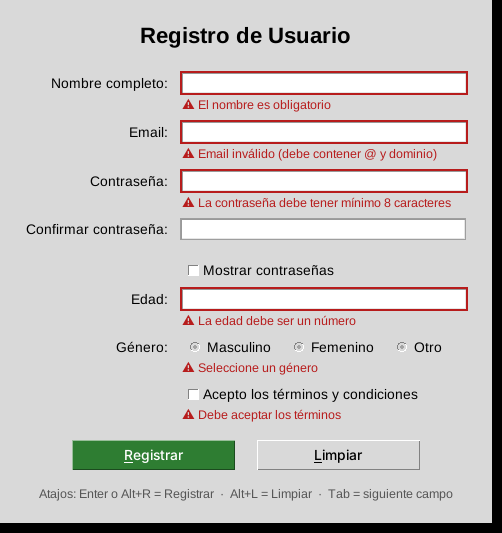 Registro de Usuario
Nombre completo:
⚠ El nombre es obligatorio
Email:
⚠ Email inválido (debe contener @ y dominio)
Contraseña:
⚠ La contraseña debe tener mínimo 8 caracteres
Confirmar contraseña:
Mostrar contraseñas
Edad:
⚠ La edad debe ser un número
Género: Masculino Femenino Otro
⚠ Seleccione un género
Acepto los términos y condiciones
⚠ Debe aceptar los términos
Registrar Limpiar
Atajos: Enter o Alt+R = Registrar · Alt+L = Limpiar · Tab = siguiente campo